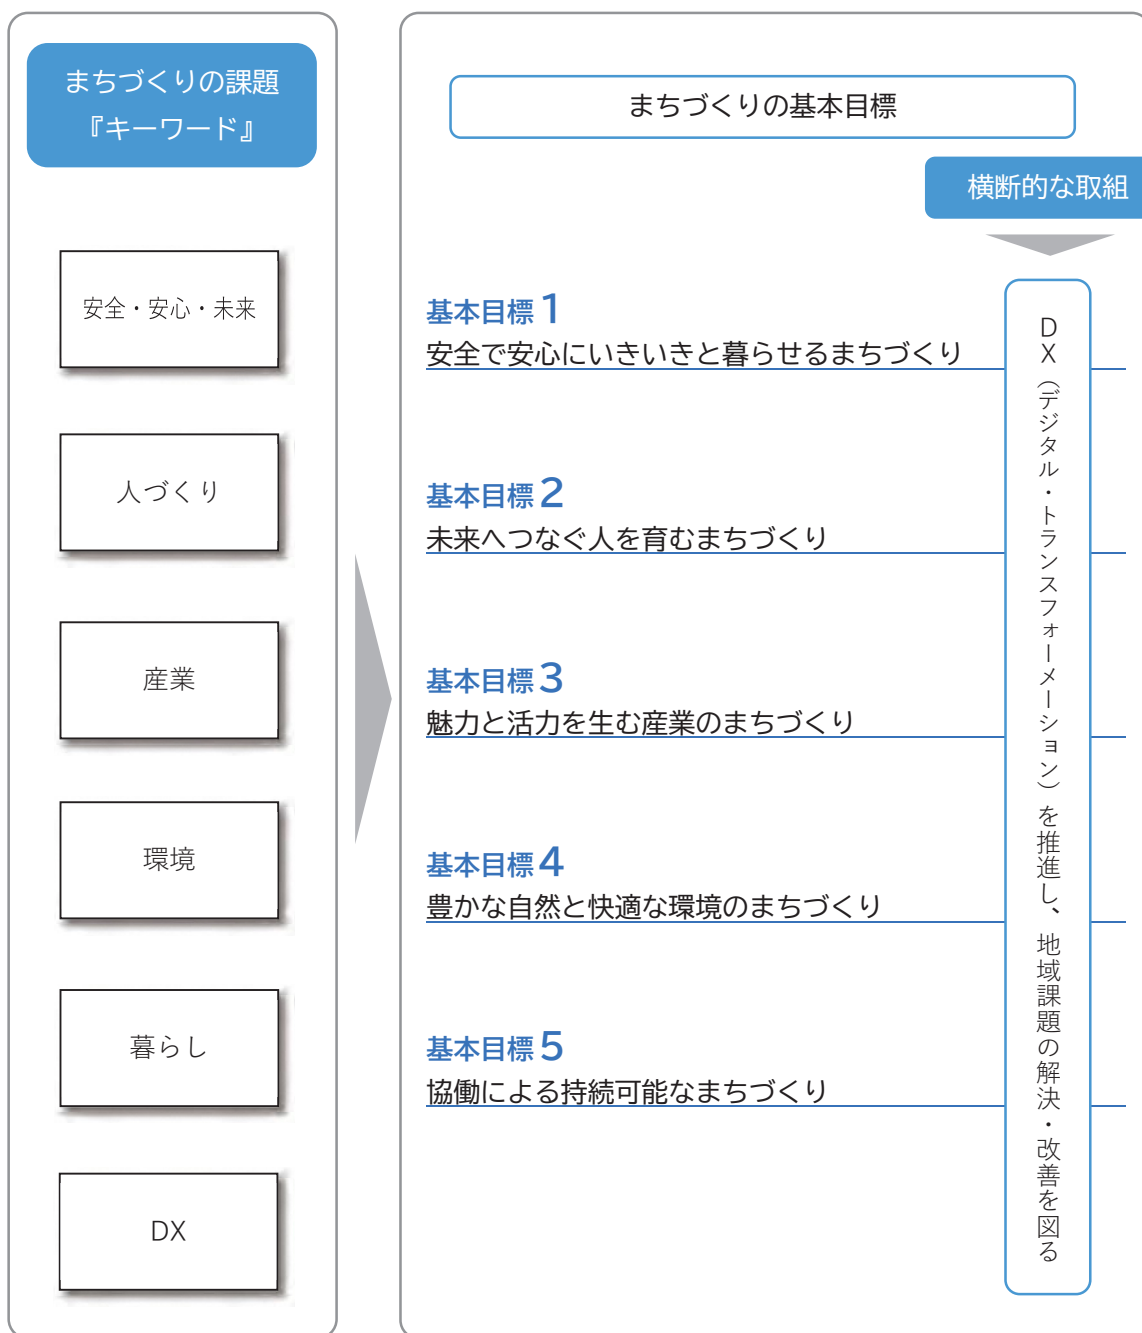 まちづくりの課題
『キーワード』
安全・安心・未来
人づくり
産業
環境
暮らし
DX
まちづくりの基本目標
横断的な取組
基本目標1
安全で安心にいきいきと暮らせるまちづくり
基本目標2
未来へつなぐ人を育むまちづくり
基本目標3
魅力と活力を生む産業のまちづくり
基本目標4
豊かな自然と快適な環境のまちづくり
基本目標5
協働による持続可能なまちづくり
DX（デジタル・トランスフォーメーション）を推進し、地域課題の解決・改善を図る